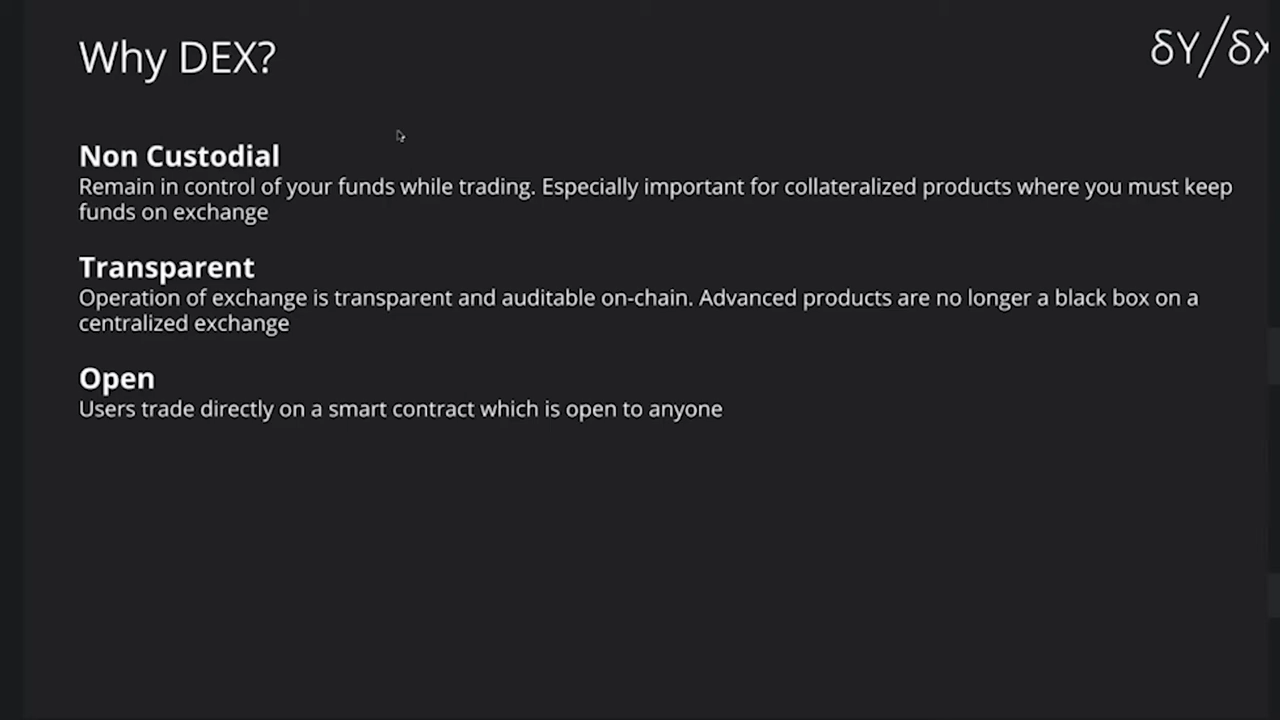 Why DEX?
δY/δX
Non Custodial
Remain in control of your funds while trading. Especially important for collateralized products where you must keep
funds on exchange
Transparent
Operation of exchange is transparent and auditable on-chain. Advanced products are no longer a black box on a
centralized exchange
Open
Users trade directly on a smart contract which is open to anyone